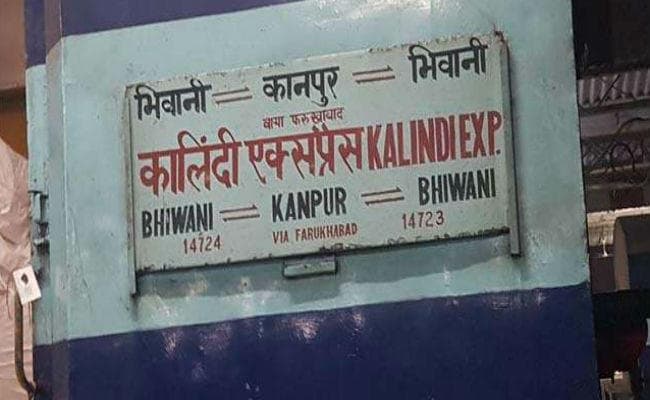 भिवानी ⇌ कानपुर ⇌ भिवानी
वाया फरुखाबाद
कालिंदी एक्सप्रेस KALINDI EXP.
BHIWANI ⇌ KANPUR ⇌ BHIWANI
14724 VIA FARUKHABAD 14723